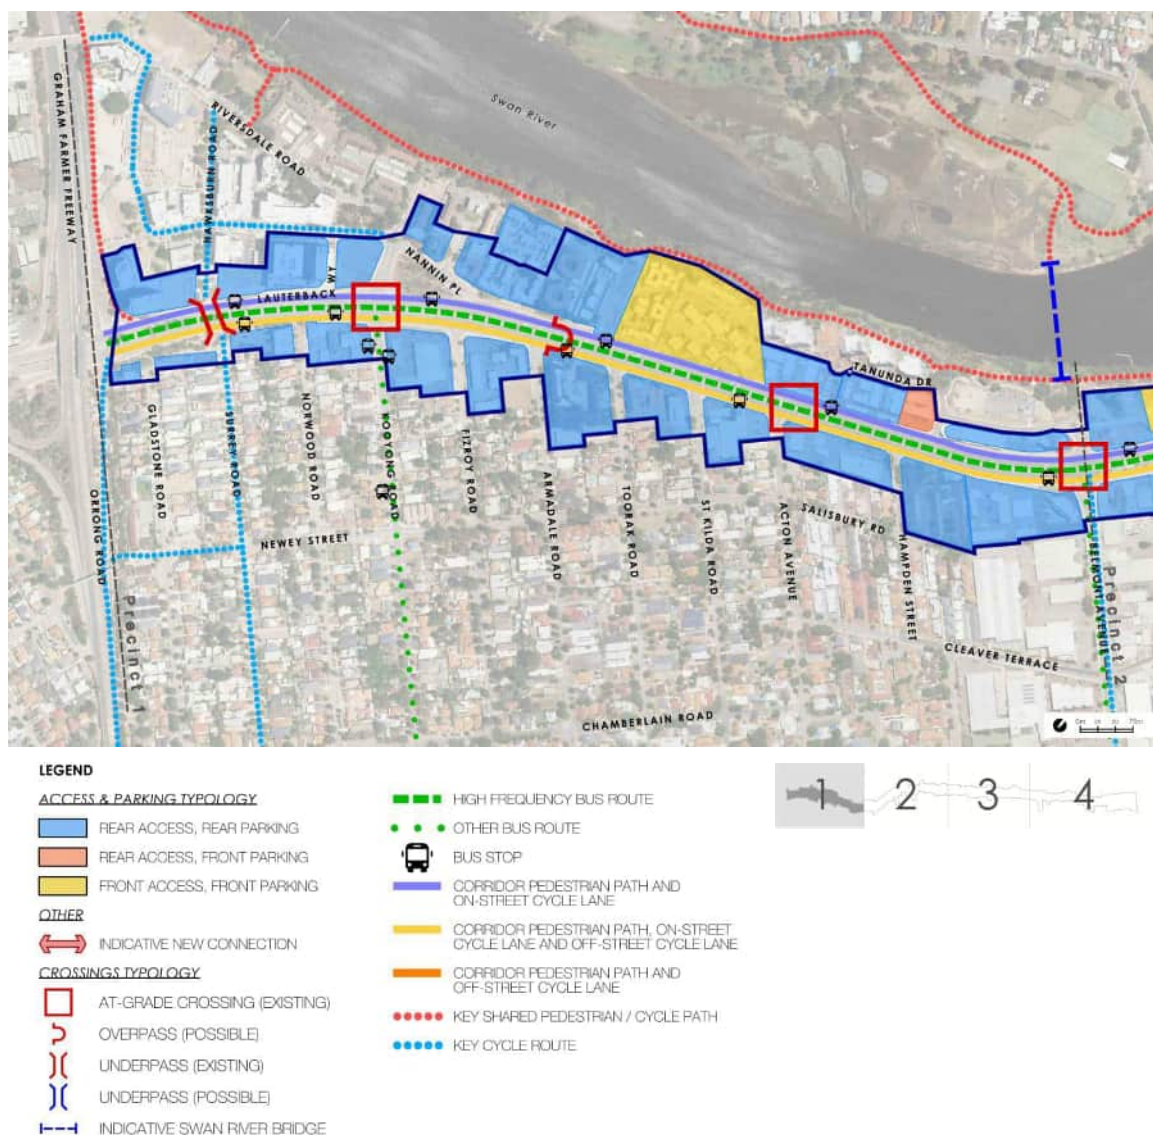 Swan River
GRAHAM FARMER FREEWAY
RIVERSDALE ROAD
HAWKSBURN ROAD
NANNIN PL
WAY
LAUTERBACK
TANUNDA DR
GLADSTONE ROAD
SURREY ROAD
NORWOOD ROAD
KOOYONG ROAD
FIZROY ROAD
ARMADALE ROAD
TOORAK ROAD
ST KILDA ROAD
ACTON AVENUE
SALISBURY RD
HAMPDEN STREET
BELMONT AVENUE
ORRONG ROAD
NEWEY STREET
CLEAVER TERRACE
CHAMBERLAIN ROAD
Precinct 1
Precinct 2
LEGEND
ACCESS & PARKING TYPOLOGY
REAR ACCESS, REAR PARKING
REAR ACCESS, FRONT PARKING
FRONT ACCESS, FRONT PARKING
OTHER
INDICATIVE NEW CONNECTION
CROSSINGS TYPOLOGY
AT-GRADE CROSSING (EXISTING)
OVERPASS (POSSIBLE)
UNDERPASS (EXISTING)
UNDERPASS (POSSIBLE)
INDICATIVE SWAN RIVER BRIDGE
HIGH FREQUENCY BUS ROUTE
OTHER BUS ROUTE
BUS STOP
CORRIDOR PEDESTRIAN PATH AND
ON-STREET CYCLE LANE
CORRIDOR PEDESTRIAN PATH, ON-STREET
CYCLE LANE AND OFF-STREET CYCLE LANE
CORRIDOR PEDESTRIAN PATH AND
OFF-STREET CYCLE LANE
KEY SHARED PEDESTRIAN / CYCLE PATH
KEY CYCLE ROUTE
1 2 3 4